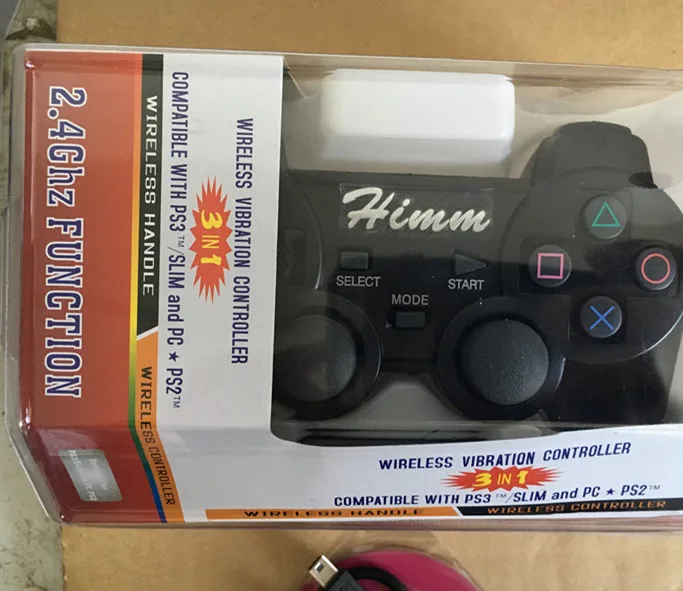 2.4Ghz FUNCTION
WIRELESS HANDLE
WIRELESS CONTROLLER
WIRELESS VIBRATION CONTROLLER
3 IN 1
COMPATIBLE WITH PS3™/SLIM and PC ★ PS2™
Himm
SELECT
START
MODE
WIRELESS VIBRATION CONTROLLER
3 IN 1
COMPATIBLE WITH PS3™/SLIM and PC ★ PS2™
WIRELESS HANDLE
WIRELESS CONTROLLER